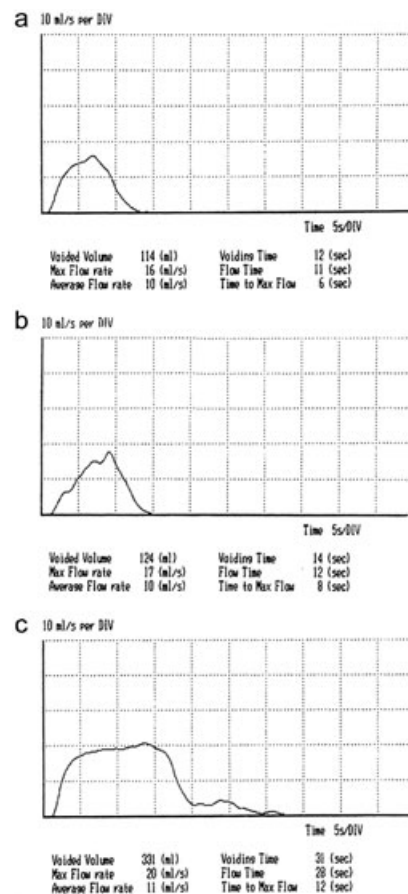 a
10 ml/s per DIV
Time 5s/DIV
Voided Volume 114 (ml) Voiding Time 12 (sec)
Max Flow rate 16 (ml/s) Flow Time 11 (sec)
Average Flow rate 10 (ml/s) Time to Max Flow 6 (sec)
b
10 ml/s per DIV
Time 5s/DIV
Voided Volume 124 (ml) Voiding Time 14 (sec)
Max Flow rate 17 (ml/s) Flow Time 12 (sec)
Average Flow rate 10 (ml/s) Time to Max Flow 8 (sec)
c
10 ml/s per DIV
Time 5s/DIV
Voided Volume 331 (ml) Voiding Time 31 (sec)
Max Flow rate 20 (ml/s) Flow Time 28 (sec)
Average Flow rate 11 (ml/s) Time to Max Flow 12 (sec)